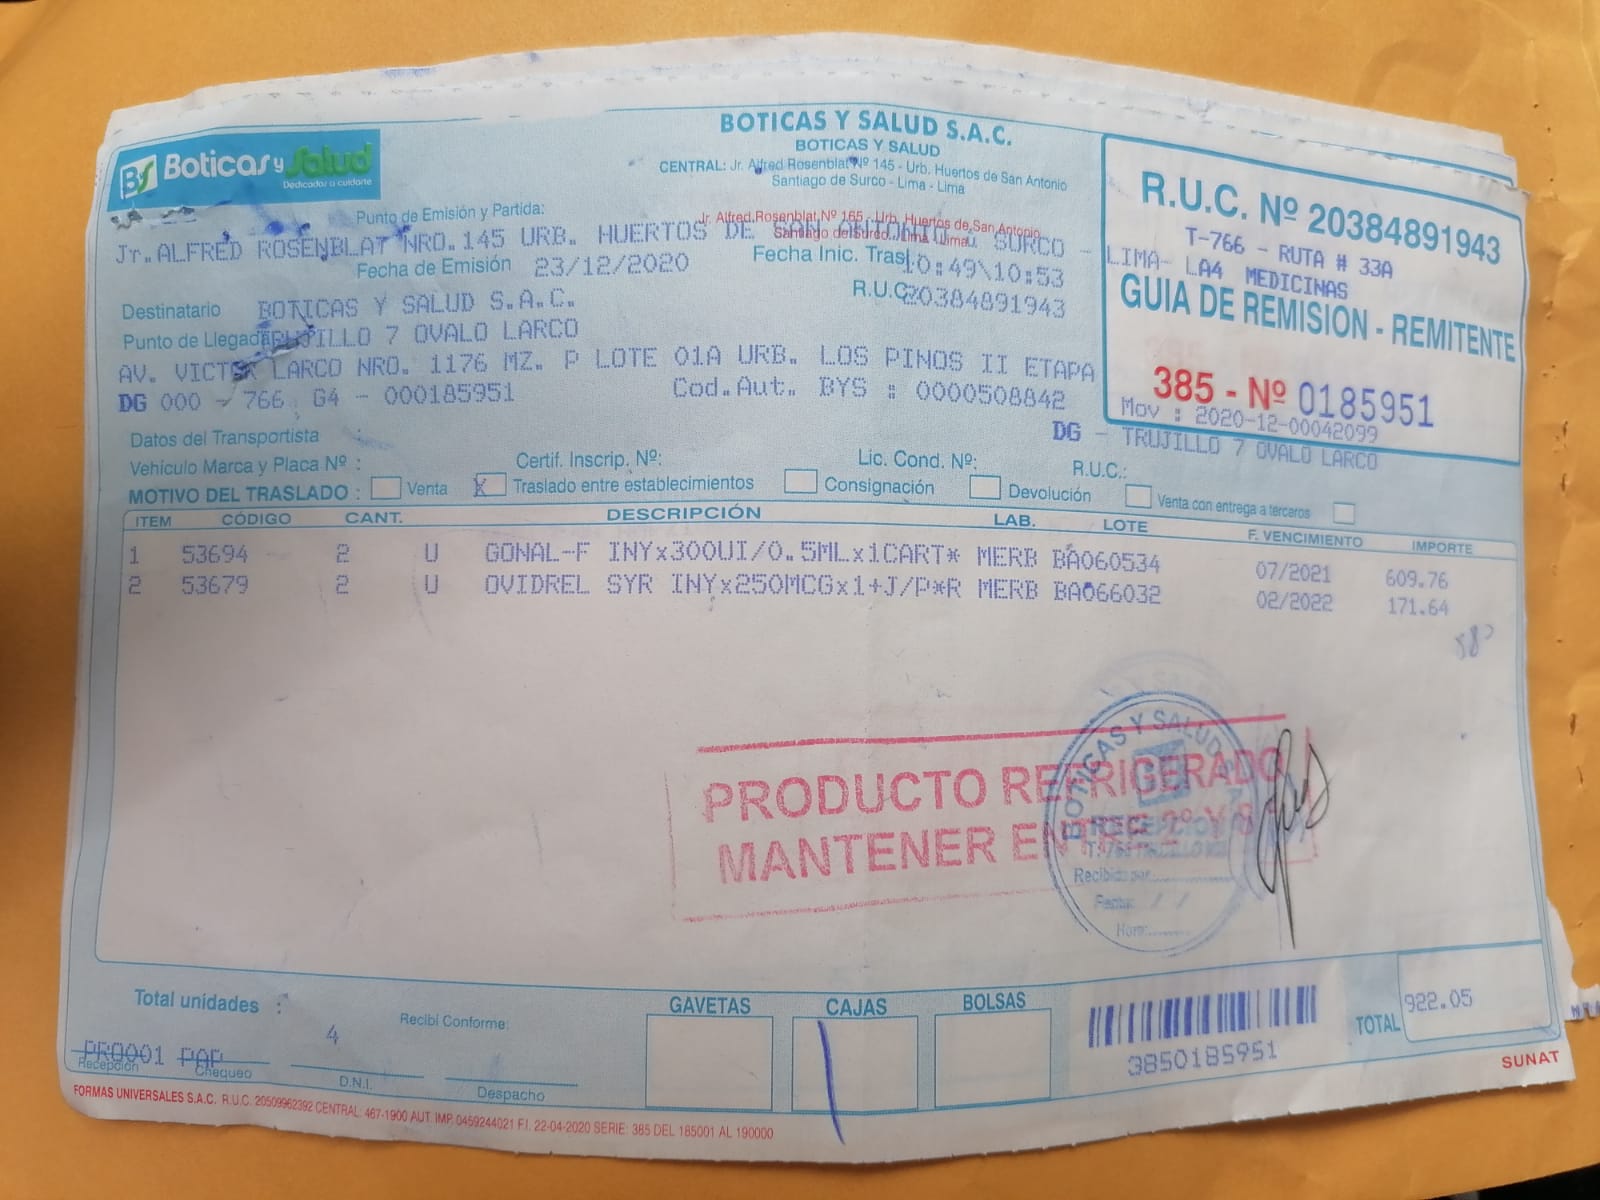 BS Boticas y Salud
Dedicados a cuidarte
BOTICAS Y SALUD S.A.C.
BOTICAS Y SALUD
CENTRAL: Jr. Alfred Rosenblat Nº 145 - Urb. Huertos de San Antonio
Santiago de Surco - Lima - Lima
Jr. Alfred Rosenblat Nº 165 - Urb. Huertos de San Antonio
Santiago de Surco - Lima - Lima
R.U.C. Nº 20384891943
T-766 - RUTA # 33A
LA4 MEDICINAS
GUIA DE REMISION - REMITENTE
385 - Nº 0185951
Mov : 2020-12-00042099
Punto de Emisión y Partida:
Jr.ALFRED ROSENBLAT NRO.145 URB. HUERTOS DE SAN ANTONIO SURCO - LIMA-
Fecha de Emisión 23/12/2020 Fecha Inic. Trasl. 10:49\10:53
Destinatario BOTICAS Y SALUD S.A.C. R.U.C. 20384891943
Punto de Llegada TRUJILLO 7 OVALO LARCO
AV. VICTOR LARCO NRO. 1176 MZ. P LOTE 01A URB. LOS PINOS II ETAPA
DG 000 - 766 G4 - 000185951 Cod.Aut. BYS : 0000508842
DG - TRUJILLO 7 OVALO LARCO
Datos del Transportista :
Vehículo Marca y Placa Nº : Certif. Inscrip. Nº: Lic. Cond. Nº: R.U.C.:
MOTIVO DEL TRASLADO : Venta X Traslado entre establecimientos Consignación Devolución Venta con entrega a terceros
ITEM CÓDIGO CANT. DESCRIPCIÓN LAB. LOTE F. VENCIMIENTO IMPORTE
1 53694 2 U GONAL-F INYx300UI/0.5MLx1CART* MERB BA060534 07/2021 609.76
2 53679 2 U OVIDREL SYR INYx250MCGx1+J/P*R MERB BA066032 02/2022 171.64
PRODUCTO REFRIGERADO
MANTENER ENTRE 2º Y 8
BOTICAS Y SALUD
RECEPCION
Recibido por
Fecha: / /
Hora:
Total unidades : 4
Recibí Conforme:
GAVETAS CAJAS BOLSAS
PR0001 PAP
Recepción Chequeo D.N.I. Despacho
3850185951
TOTAL 922.05
SUNAT
FORMAS UNIVERSALES S.A.C. R.U.C. 20509962392 CENTRAL: 467-1900 AUT. IMP. 0459244021 F.I. 22-04-2020 SERIE: 385 DEL 185001 AL 190000